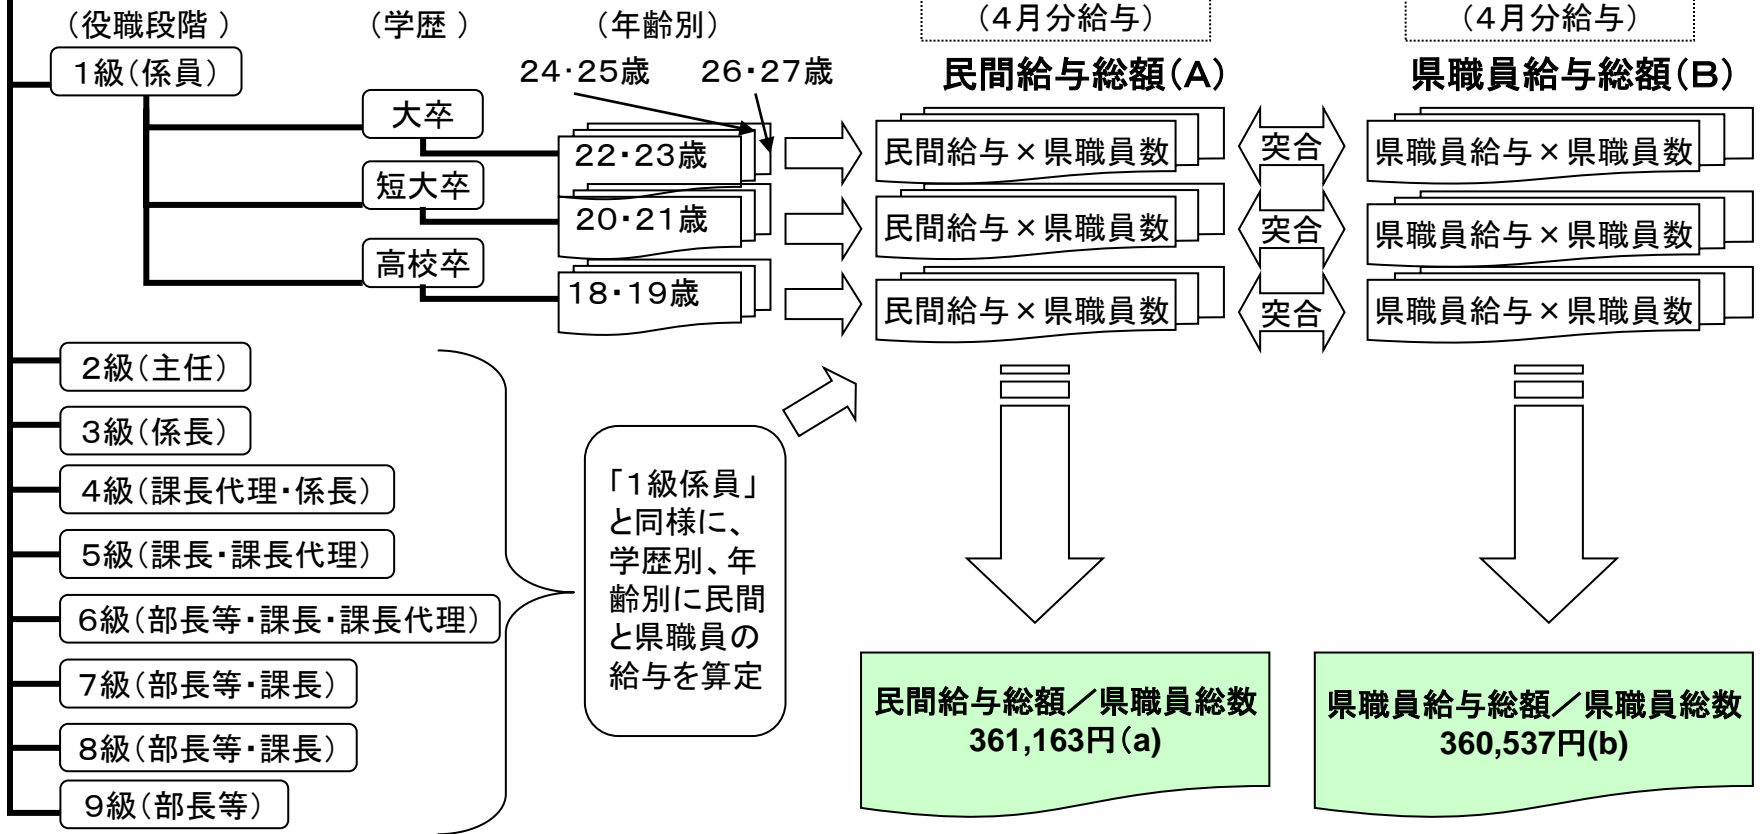 （役職段階 ）
（学歴 ）
（年齢別）
（４月分給与）
（４月分給与）
１級（係員）
24・25歳
26・27歳
民間給与総額（Ａ）
県職員給与総額（Ｂ）
大卒
22・23歳
民間給与×県職員数
突合
県職員給与×県職員数
短大卒
20・21歳
民間給与×県職員数
突合
県職員給与×県職員数
高校卒
18・19歳
民間給与×県職員数
突合
県職員給与×県職員数
２級（主任）
３級（係長）
４級（課長代理・係長）
５級（課長・課長代理）
６級（部長等・課長・課長代理）
７級（部長等・課長）
８級（部長等・課長）
９級（部長等）
「１級係員」
と同様に、
学歴別、年
齢別に民間
と県職員の
給与を算定
民間給与総額／県職員総数
361,163円（a)
県職員給与総額／県職員総数
360,537円(b)